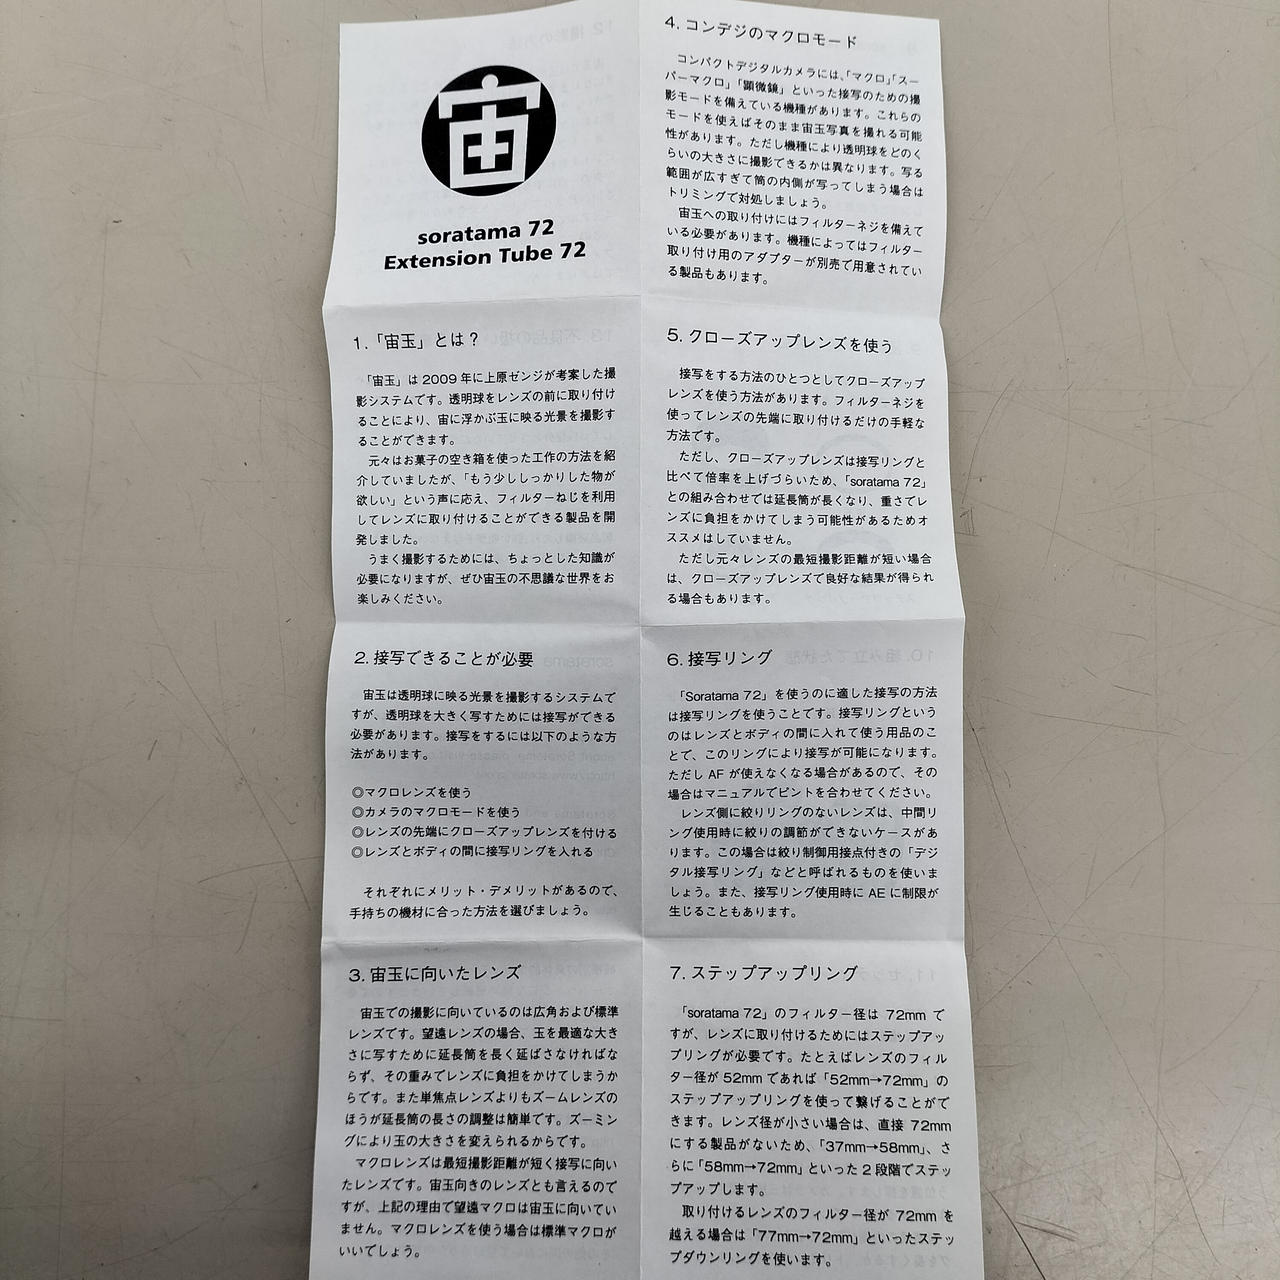 宙
soratama 72
Extension Tube 72
1.「宙玉」とは？
「宙玉」は 2009 年に上原ゼンジが考案した撮
影システムです。透明球をレンズの前に取り付け
ることにより、宙に浮かぶ玉に映る光景を撮影す
ることができます。
元々はお菓子の空き箱を使った工作の方法を紹
介していましたが、「もう少ししっかりした物が
欲しい」という声に応え、フィルターねじを利用
してレンズに取り付けることができる製品を開
発しました。
うまく撮影するためには、ちょっとした知識が
必要になりますが、ぜひ宙玉の不思議な世界をお
楽しみください。
2. 接写できることが必要
宙玉は透明球に映る光景を撮影するシステムで
すが、透明球を大きく写すためには接写ができる
必要があります。接写をするには以下のような方
法があります。
◎マクロレンズを使う
◎カメラのマクロモードを使う
◎レンズの先端にクローズアップレンズを付ける
◎レンズとボディの間に接写リングを入れる
それぞれにメリット・デメリットがあるので、
手持ちの機材に合った方法を選びましょう。
3. 宙玉に向いたレンズ
宙玉での撮影に向いているのは広角および標準
レンズです。望遠レンズの場合、玉を最適な大き
さに写すために延長筒を長く延ばさなければな
らず、その重みでレンズに負担をかけてしまうか
らです。また単焦点レンズよりもズームレンズの
ほうが延長筒の長さの調整は簡単です。ズーミン
グにより玉の大きさを変えられるからです。
マクロレンズは最短撮影距離が短く接写に向い
たレンズです。宙玉向きのレンズとも言えるので
すが、上記の理由で望遠マクロは宙玉に向いてい
ません。マクロレンズを使う場合は標準マクロが
いいでしょう。
4. コンデジのマクロモード
コンパクトデジタルカメラには、「マクロ」「スー
パーマクロ」「顕微鏡」といった接写のための撮
影モードを備えている機種があります。これらの
モードを使えばそのまま宙玉写真を撮れる可能
性があります。ただし機種により透明球をどのく
らいの大きさに撮影できるかは異なります。写る
範囲が広すぎて筒の内側が写ってしまう場合は
トリミングで対処しましょう。
宙玉への取り付けにはフィルターネジを備えて
いる必要があります。機種によってはフィルター
取り付け用のアダプターが別売で用意されてい
る製品もあります。
5. クローズアップレンズを使う
接写をする方法のひとつとしてクローズアップ
レンズを使う方法があります。フィルターネジを
使ってレンズの先端に取り付けるだけの手軽な
方法です。
ただし、クローズアップレンズは接写リングと
比べて倍率を上げづらいため、「soratama 72」
との組み合わせでは延長筒が長くなり、重さでレ
ンズに負担をかけてしまう可能性があるためオ
ススメはしていません。
ただし元々レンズの最短撮影距離が短い場合
は、クローズアップレンズで良好な結果が得られ
る場合もあります。
6. 接写リング
「Soratama 72」を使うのに適した接写の方法
は接写リングを使うことです。接写リングという
のはレンズとボディの間に入れて使う用品のこ
とで、このリングにより接写が可能になります。
ただし AF が使えなくなる場合があるので、その
場合はマニュアルでピントを合わせてください。
レンズ側に絞りリングのないレンズは、中間リ
ング使用時に絞りの調節ができないケースがあ
ります。この場合は絞り制御用接点付きの「デジ
タル接写リング」などと呼ばれるものを使いま
しょう。また、接写リング使用時に AE に制限が
生じることもあります。
7. ステップアップリング
「soratama 72」のフィルター径は 72mm で
すが、レンズに取り付けるためにはステップアッ
プリングが必要です。たとえばレンズのフィル
ター径が 52mm であれば「52mm→72mm」の
ステップアップリングを使って繋げることがで
きます。レンズ径が小さい場合は、直接 72mm
にする製品がないため、「37mm→58mm」、さ
らに「58mm→72mm」といった 2 段階でステッ
プアップします。
取り付けるレンズのフィルター径が 72mm を
越える場合は「77mm→72mm」といったステッ
プダウンリングを使います。